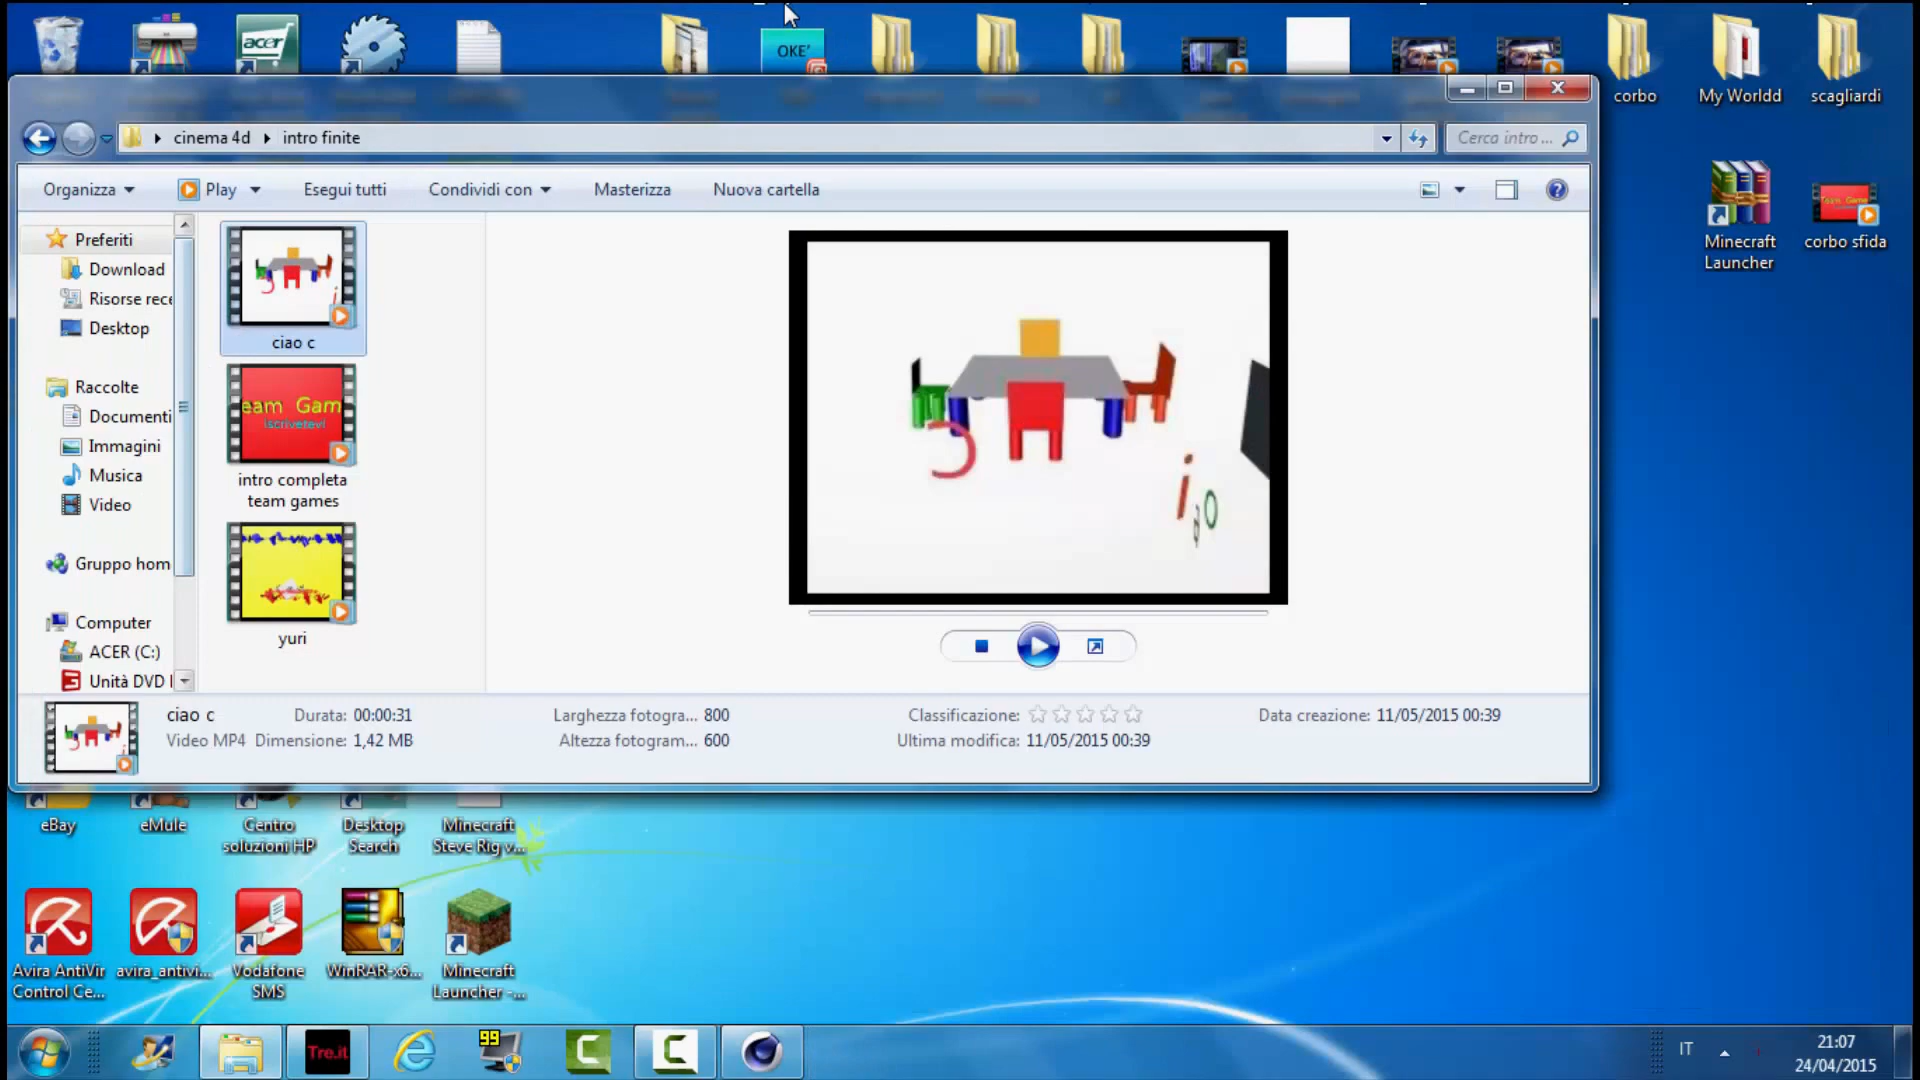 acer
OKE'
corbo
My Worldd
scagliardi
cinema 4d
intro finite
Cerca intro ...
Organizza
Play
Esegui tutti
Condividi con
Masterizza
Nuova cartella
Preferiti
Download
Risorse rece
Desktop
Raccolte
Documenti
Immagini
Musica
Video
Gruppo hom
Computer
ACER (C:)
Unità DVD
ciao c
eam Gam
iscrivetevi
intro completa
team games
yuri
i
a
o
Minecraft
Launcher
corbo sfida
ciao c
Durata: 00:00:31
Larghezza fotogra... 800
Classificazione:
Data creazione: 11/05/2015 00:39
Video MP4
Dimensione: 1,42 MB
Altezza fotogram... 600
Ultima modifica: 11/05/2015 00:39
eBay
eMule
Centro
soluzioni HP
Desktop
Search
Minecraft
Steve Rig v...
Avira AntiVir
Control Ce...
avira_antivi...
Vodafone
SMS
WinRAR-x6...
Minecraft
Launcher -...
Tre.it
99
C
C
IT
21:07
24/04/2015